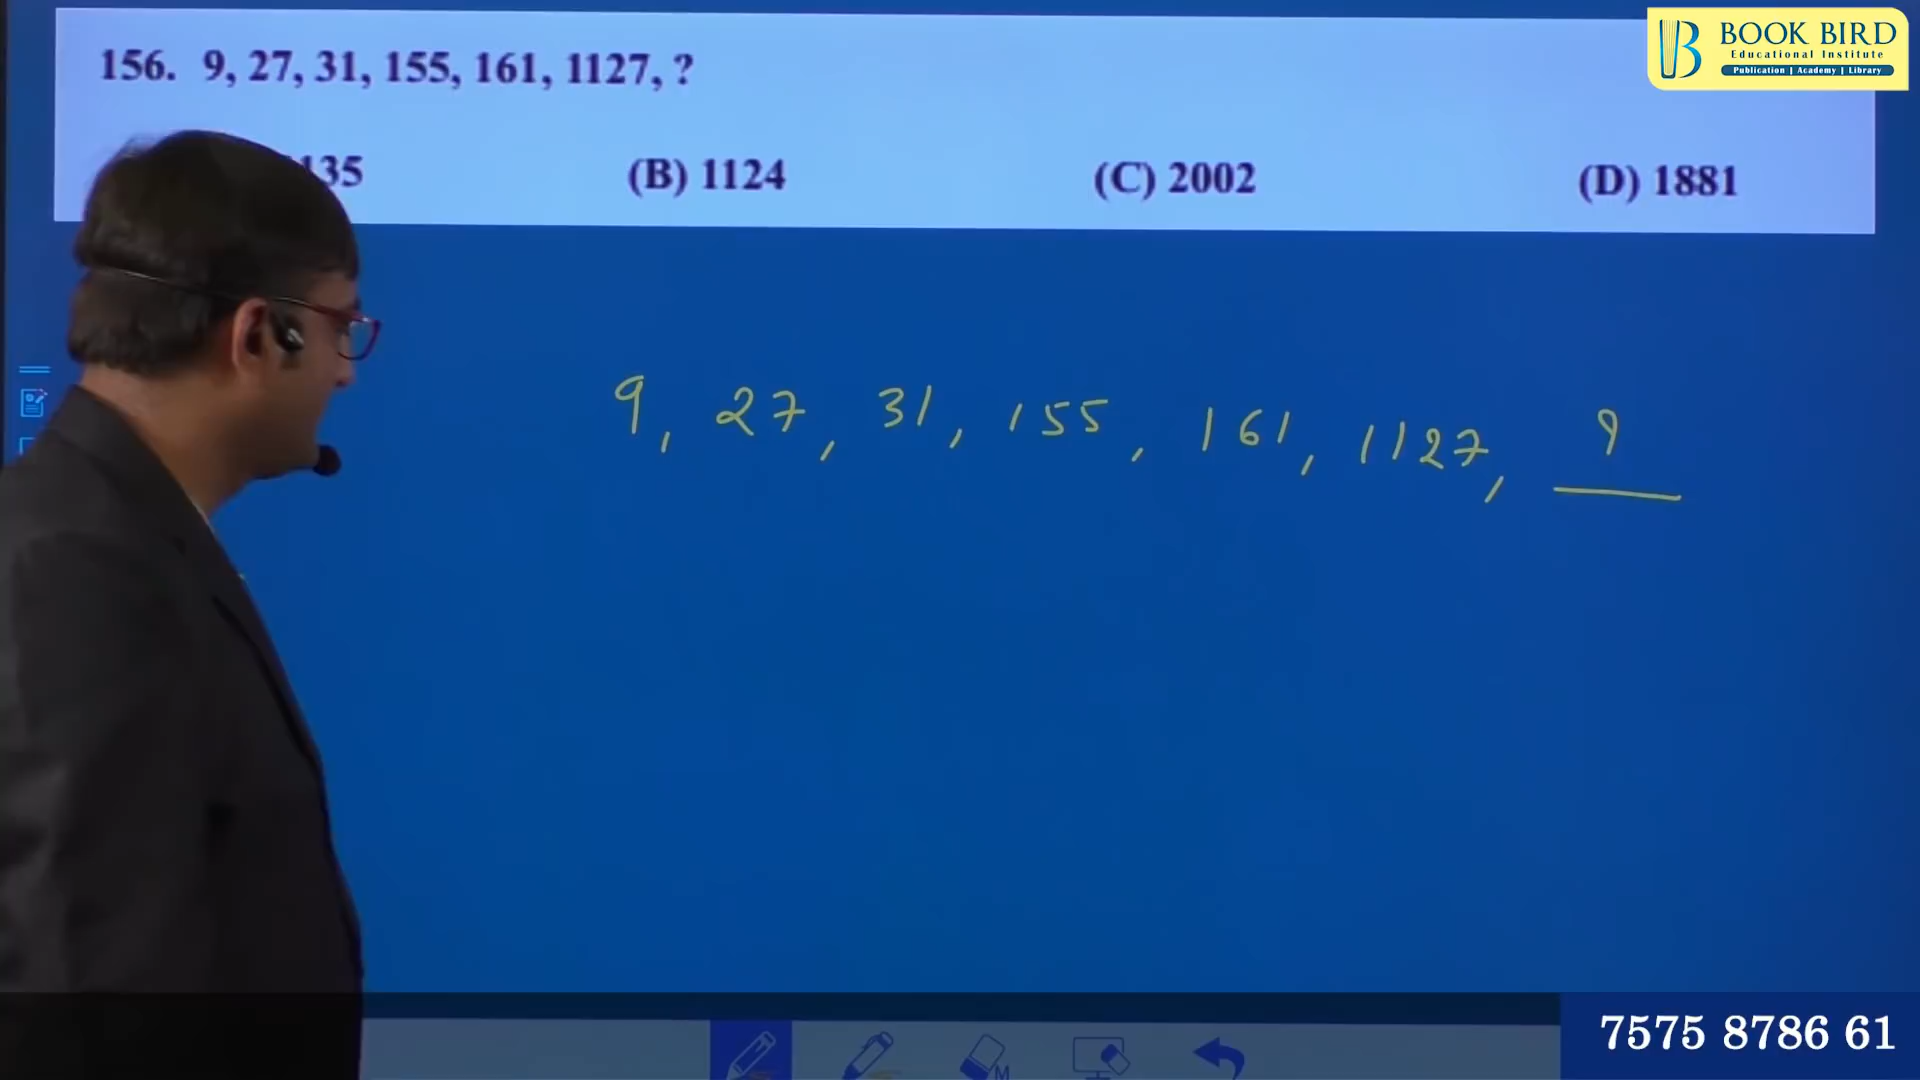 156. 9, 27, 31, 155, 161, 1127, ?
135 (B) 1124 (C) 2002 (D) 1881
BOOK BIRD
Educational Institute
Publication | Academy | Library
9, 27, 31, 155, 161, 1127, ?
M
7575 8786 61